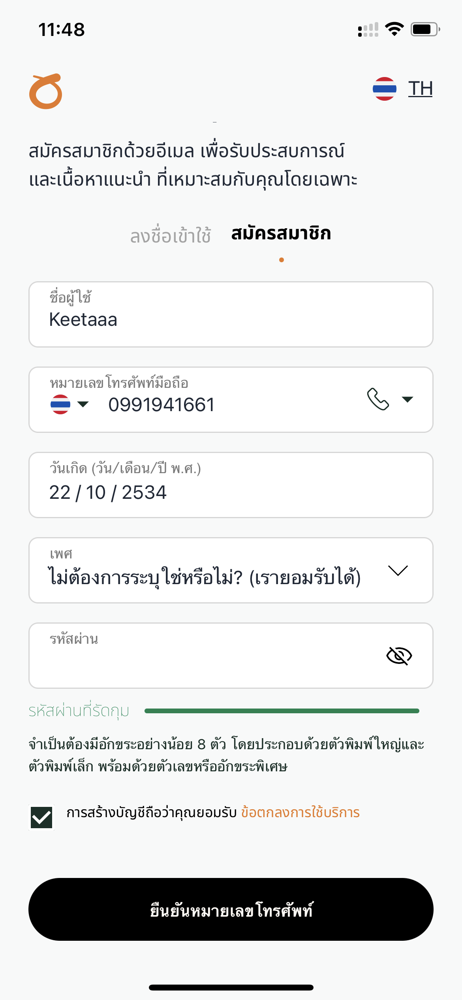 11:48
TH
สมัครสมาชิกด้วยอีเมล เพื่อรับประสบการณ์
และเนื้อหาแนะนำ ที่เหมาะสมกับคุณโดยเฉพาะ
ลงชื่อเข้าใช้ สมัครสมาชิก
ชื่อผู้ใช้
Keetaaa
หมายเลขโทรศัพท์มือถือ
0991941661
วันเกิด (วัน/เดือน/ปี พ.ศ.)
22 / 10 / 2534
เพศ
ไม่ต้องการระบุ ใช่หรือไม่? (เรายอมรับได้)
รหัสผ่าน
รหัสผ่านที่รัดกุม
จำเป็นต้องมีอักขระอย่างน้อย 8 ตัว โดยประกอบด้วยตัวพิมพ์ใหญ่และ
ตัวพิมพ์เล็ก พร้อมด้วยตัวเลขหรืออักขระพิเศษ
การสร้างบัญชีถือว่าคุณยอมรับ ข้อตกลงการใช้บริการ
ยืนยันหมายเลขโทรศัพท์